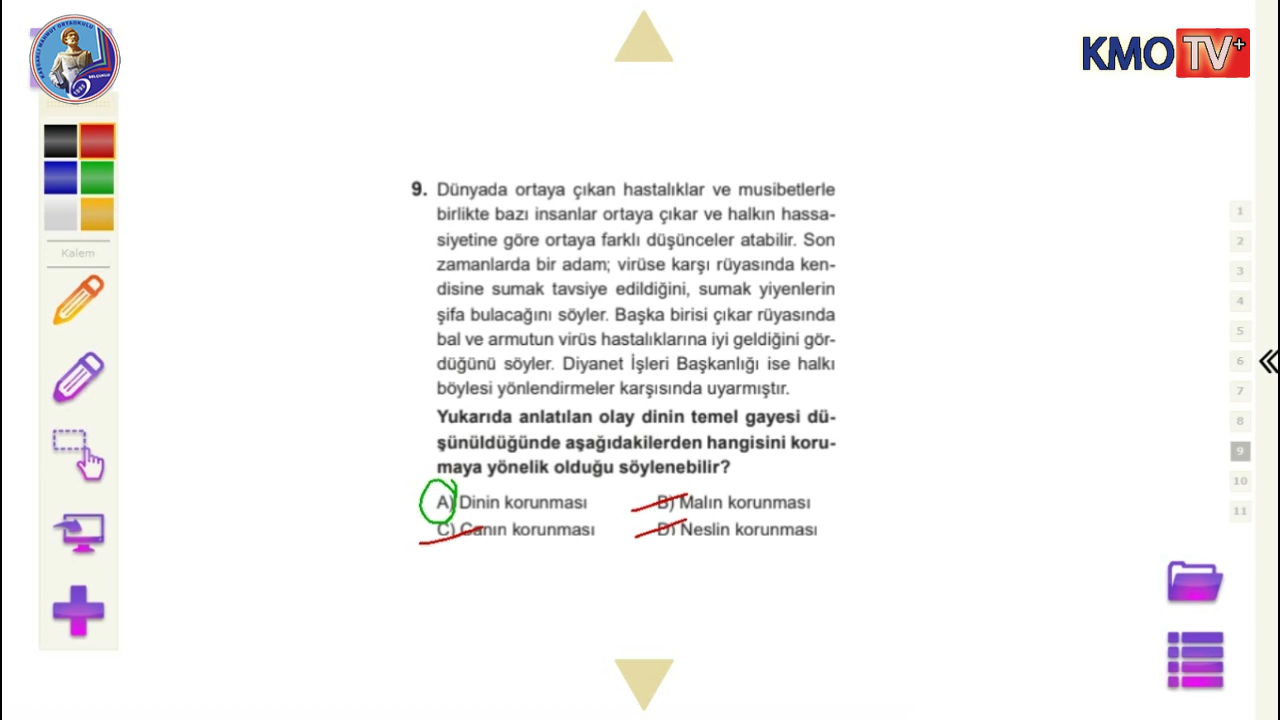 KMO TV+
Kalem
9. Dünyada ortaya çıkan hastalıklar ve musibetlerle
birlikte bazı insanlar ortaya çıkar ve halkın hassa-
siyetine göre ortaya farklı düşünceler atabilir. Son
zamanlarda bir adam; virüse karşı rüyasında ken-
disine sumak tavsiye edildiğini, sumak yiyenlerin
şifa bulacağını söyler. Başka birisi çıkar rüyasında
bal ve armutun virüs hastalıklarına iyi geldiğini gör-
düğünü söyler. Diyanet İşleri Başkanlığı ise halkı
böylesi yönlendirmeler karşısında uyarmıştır.
Yukarıda anlatılan olay dinin temel gayesi dü-
şünüldüğünde aşağıdakilerden hangisini koru-
maya yönelik olduğu söylenebilir?
A) Dinin korunması B) Malın korunması
C) Canın korunması D) Neslin korunması
1
2
3
4
5
6
7
8
9
10
11